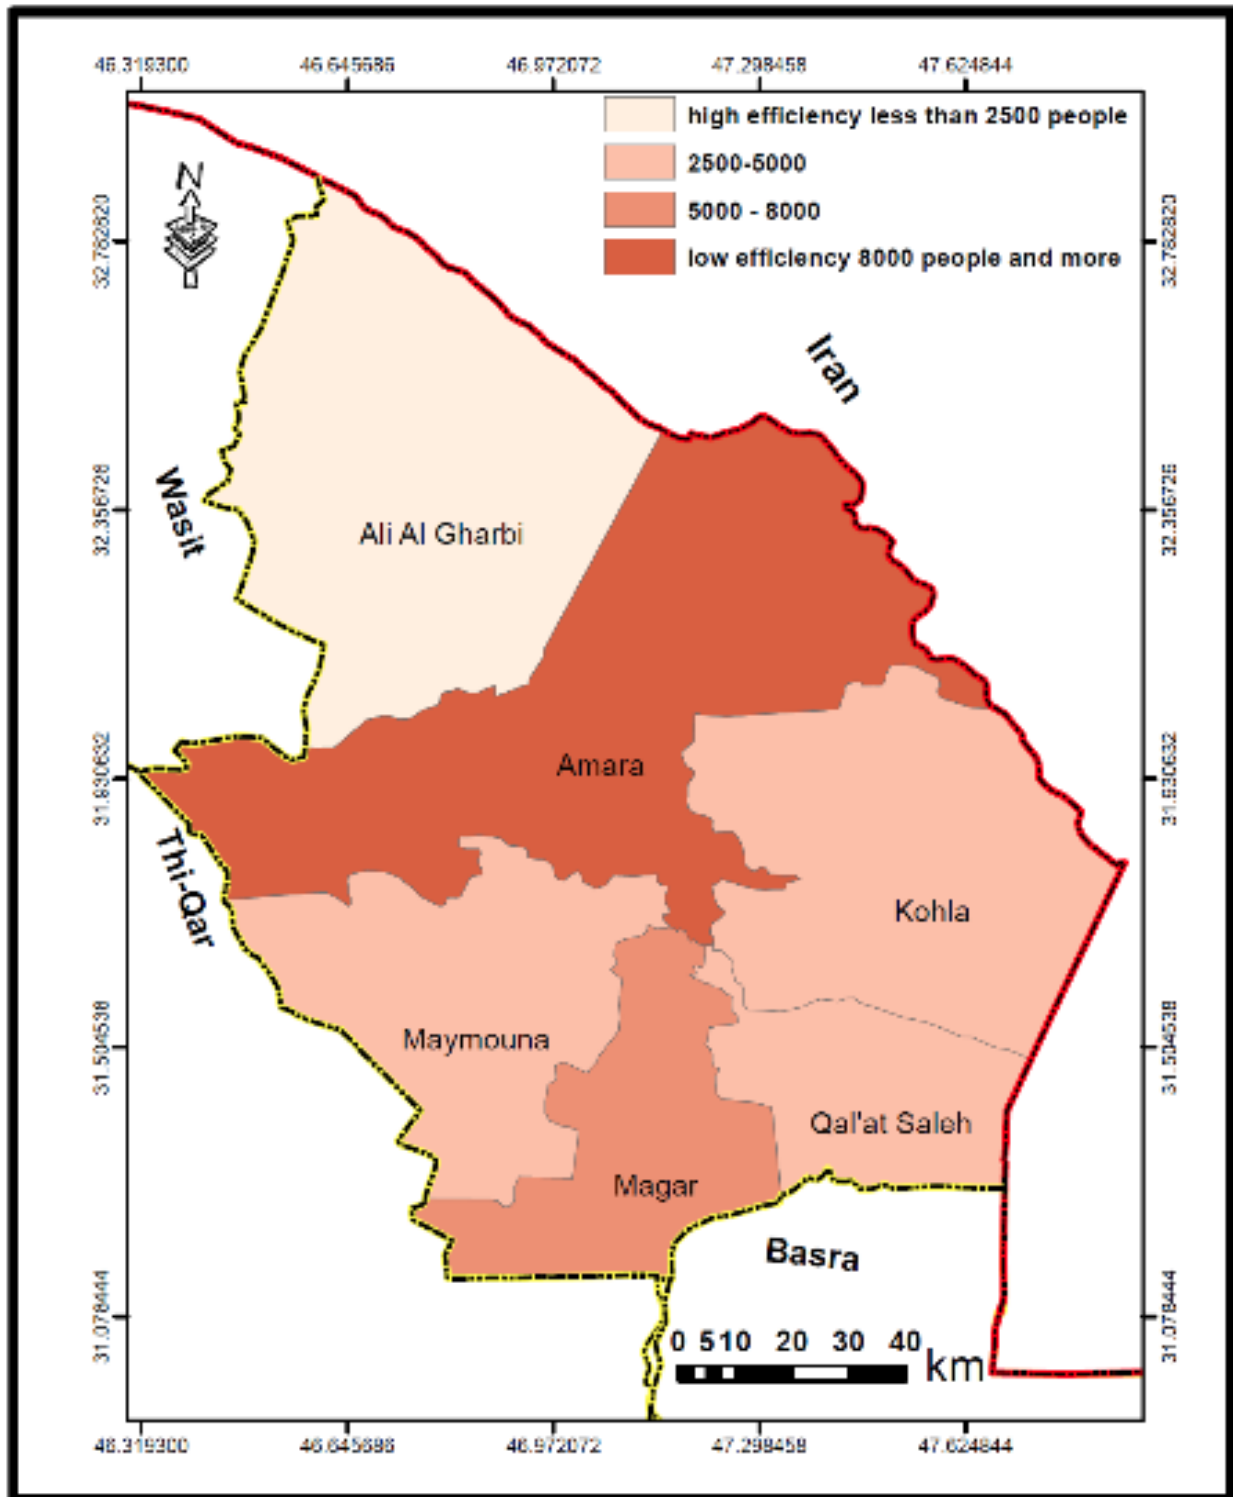 46.319300 46.645686 46.972072 47.298458 47.624844
high efficiency less than 2500 people
2500-5000
5000 - 8000
low efficiency 8000 people and more
N
32.782820 32.782820
Iran
Wasit
32.356726 32.356726
Ali Al Gharbi
Amara
31.930632 31.930632
Thi-Qar
Kohla
Maymouna
31.504538 31.504538
Qal'at Saleh
Magar
Basra
31.078444 31.078444
0 5 10 20 30 40 km
46.319300 46.645686 46.972072 47.298458 47.624844